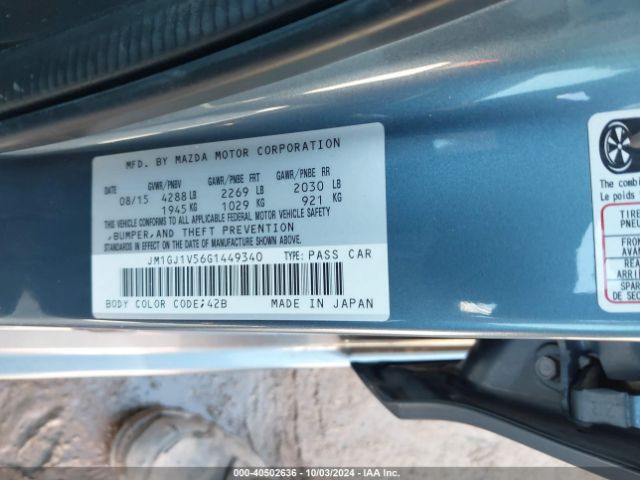 MFD. BY MAZDA MOTOR CORPORATION
DATE GVWR/PNBV GAWR/PNBE FRT GAWR/PNBE RR
08/15 4288 LB 2269 LB 2030 LB
1945 KG 1029 KG 921 KG
THIS VEHICLE CONFORMS TO ALL APPLICABLE FEDERAL MOTOR VEHICLE SAFETY
,BUMPER,AND THEFT PREVENTION
STANDARDS IN EFFECT ON THE DATE OF MANUFACTURE SHOWN ABOVE.
JM1GJ1V56G1449340 TYPE: PASS CAR
BODY COLOR CODE;42B MADE IN JAPAN
The combi
Le poids
TIRE
PNEU
FRON
AVAN
REA
ARRI
SPAR
DE SEC
000-40502636 - 10/03/2024 - IAA Inc.